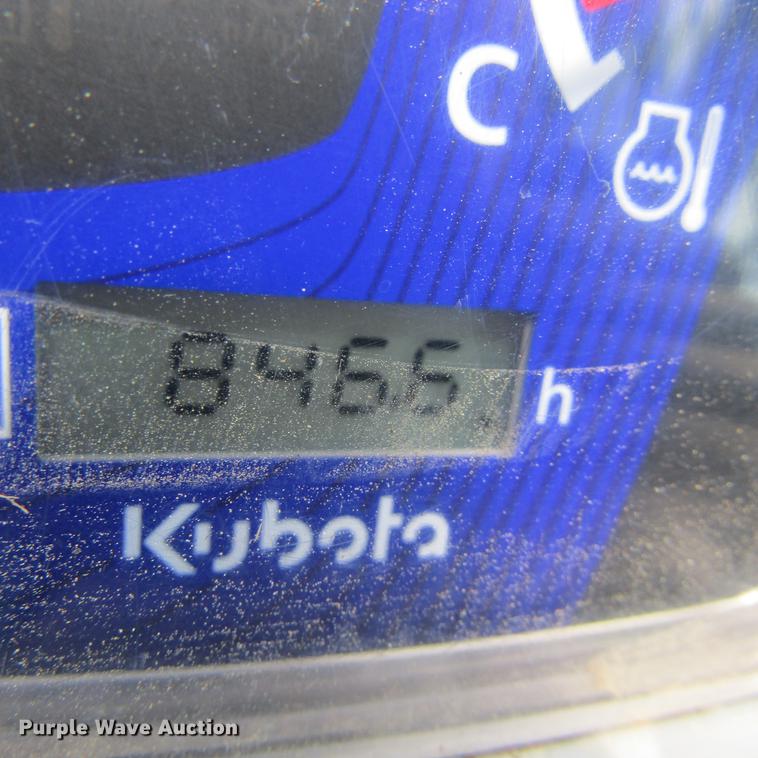 C
846.6 h
Kubota
Purple Wave Auction